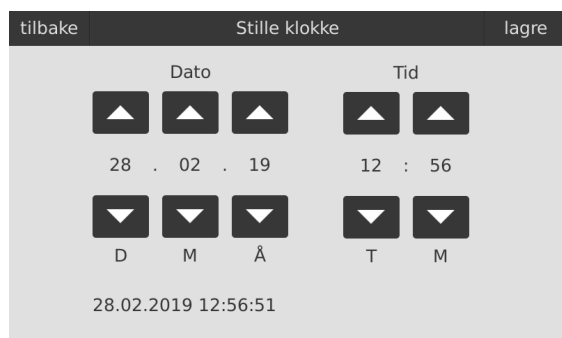 tilbake Stille klokke lagre
Dato Tid
28 . 02 . 19 12 : 56
D M Å T M
28.02.2019 12:56:51